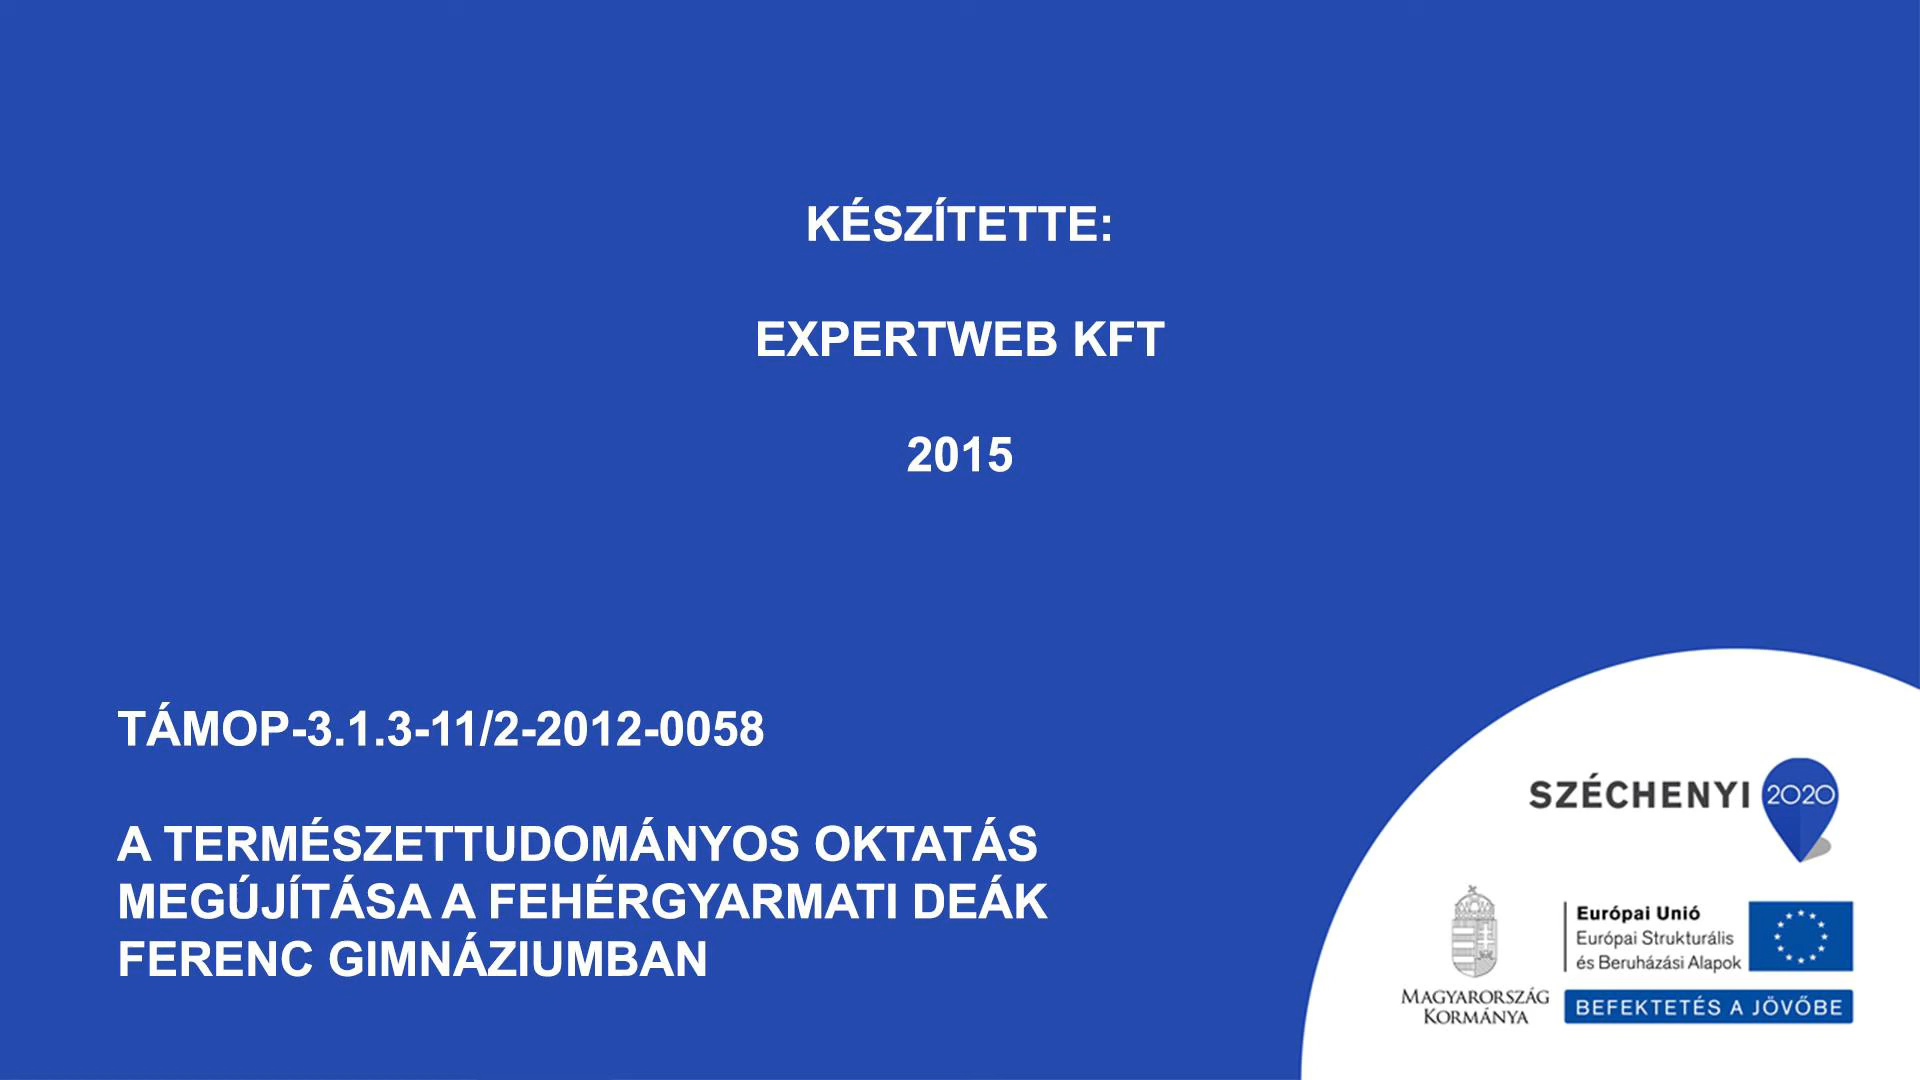 KÉSZÍTETTE:
EXPERTWEB KFT
2015
TÁMOP-3.1.3-11/2-2012-0058
A TERMÉSZETTUDOMÁNYOS OKTATÁS
MEGÚJÍTÁSA A FEHÉRGYARMATI DEÁK
FERENC GIMNÁZIUMBAN
SZÉCHENYI 2020
MAGYARORSZÁG
KORMÁNYA
Európai Unió
Európai Strukturális
és Beruházási Alapok
BEFEKTETÉS A JÖVŐBE